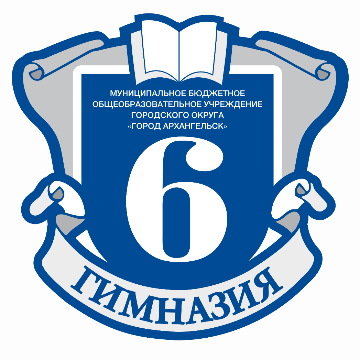 МУНИЦИПАЛЬНОЕ БЮДЖЕТНОЕ
ОБЩЕОБРАЗОВАТЕЛЬНОЕ УЧРЕЖДЕНИЕ
ГОРОДСКОГО ОКРУГА
«ГОРОД АРХАНГЕЛЬСК»
6
ГИМНАЗИЯ